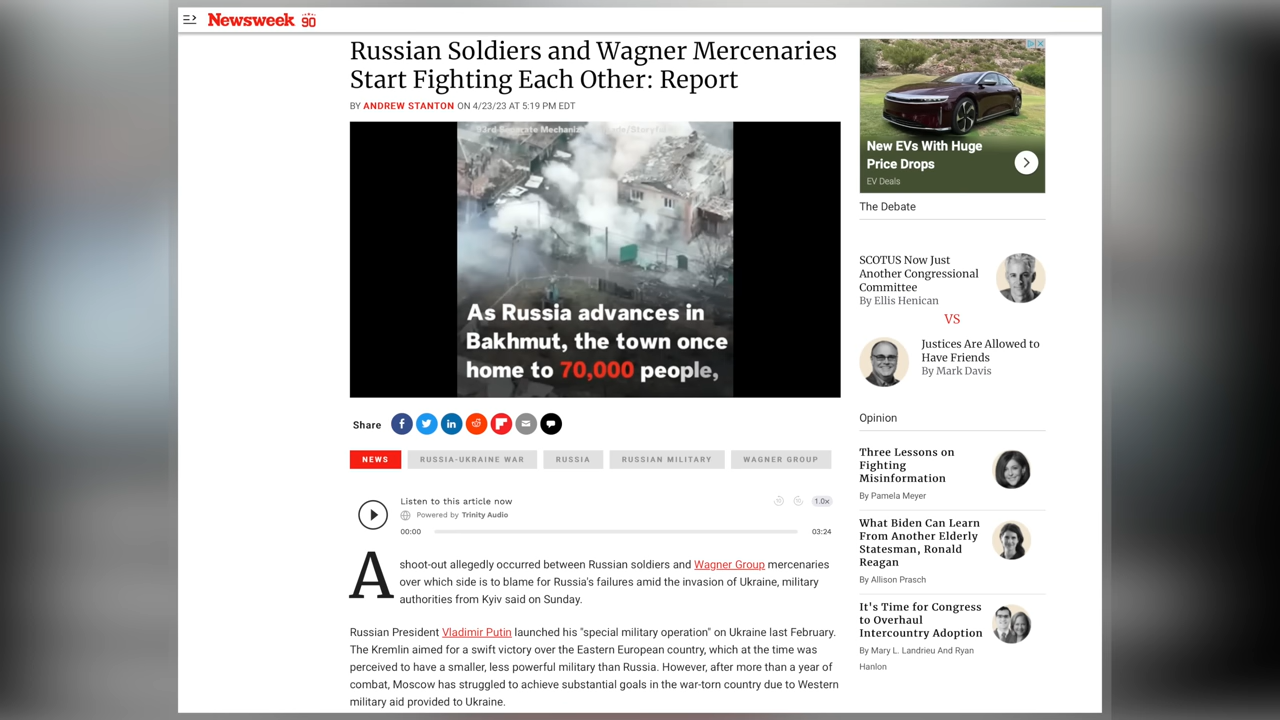 Newsweek 90
Russian Soldiers and Wagner Mercenaries
Start Fighting Each Other: Report
BY ANDREW STANTON ON 4/23/23 AT 5:19 PM EDT
As Russia advances in
Bakhmut, the town once
home to 70,000 people,
Share
NEWS
RUSSIA-UKRAINE WAR
RUSSIA
RUSSIAN MILITARY
WAGNER GROUP
Listen to this article now
1.0x
Powered by Trinity Audio
00:00
03:24
A shoot-out allegedly occurred between Russian soldiers and Wagner Group mercenaries
over which side is to blame for Russia's failures amid the invasion of Ukraine, military
authorities from Kyiv said on Sunday.
Russian President Vladimir Putin launched his "special military operation" on Ukraine last February.
The Kremlin aimed for a swift victory over the Eastern European country, which at the time was
perceived to have a smaller, less powerful military than Russia. However, after more than a year of
combat, Moscow has struggled to achieve substantial goals in the war-torn country due to Western
military aid provided to Ukraine.
New EVs With Huge
Price Drops
EV Deals
The Debate
SCOTUS Now Just
Another Congressional
Committee
By Ellis Henican
VS
Justices Are Allowed to
Have Friends
By Mark Davis
Opinion
Three Lessons on
Fighting
Misinformation
By Pamela Meyer
What Biden Can Learn
From Another Elderly
Statesman, Ronald
Reagan
By Allison Prasch
It's Time for Congress
to Overhaul
Intercountry Adoption
By Mary L. Landrieu And Ryan
Hanlon